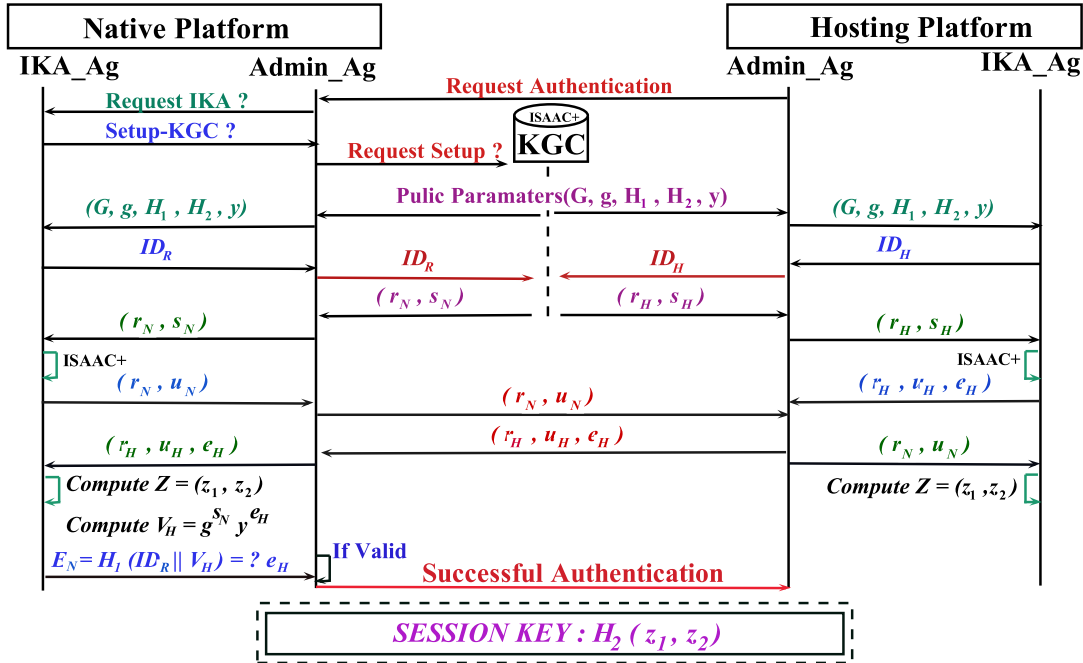 Native Platform
Hosting Platform
IKA_Ag
Admin_Ag
Admin_Ag
IKA_Ag
Request Authentication
Request IKA ?
ISAAC+
KGC
Setup-KGC ?
Request Setup ?
Pulic Paramaters(G, g, H1 , H2 , y)
(G, g, H1 , H2 , y)
(G, g, H1 , H2 , y)
IDR
IDH
IDR
IDH
( rN , sN )
( rH , sH )
( rN , sN )
( rH , sH )
ISAAC+
ISAAC+
( rN , uN )
( rH , uH , eH )
( rN , uN )
( rH , uH , eH )
( rH , uH , eH )
( rN , uN )
Compute Z = (z1 , z2 )
Compute Z = (z1 ,z2 )
Compute VH = g^sN y^eH
EN = H1 (IDR || VH ) = ? eH
If Valid
Successful Authentication
SESSION KEY : H2 ( z1 , z2 )